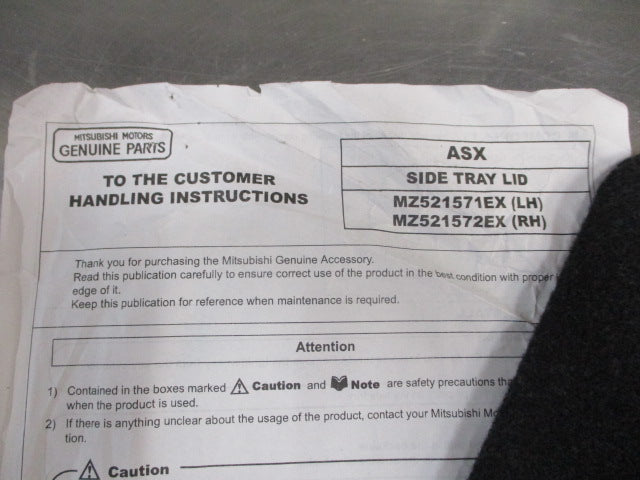 MITSUBISHI MOTORS
GENUINE PARTS
TO THE CUSTOMER
HANDLING INSTRUCTIONS
ASX
SIDE TRAY LID
MZ521571EX (LH)
MZ521572EX (RH)
Thank you for purchasing the Mitsubishi Genuine Accessory.
Read this publication carefully to ensure correct use of the product in the best condition with proper
edge of it.
Keep this publication for reference when maintenance is required.
Attention
1) Contained in the boxes marked Caution and Note are safety precautions
when the product is used.
2) If there is anything unclear about the usage of the product, contact your Mitsubishi
tion.
Caution